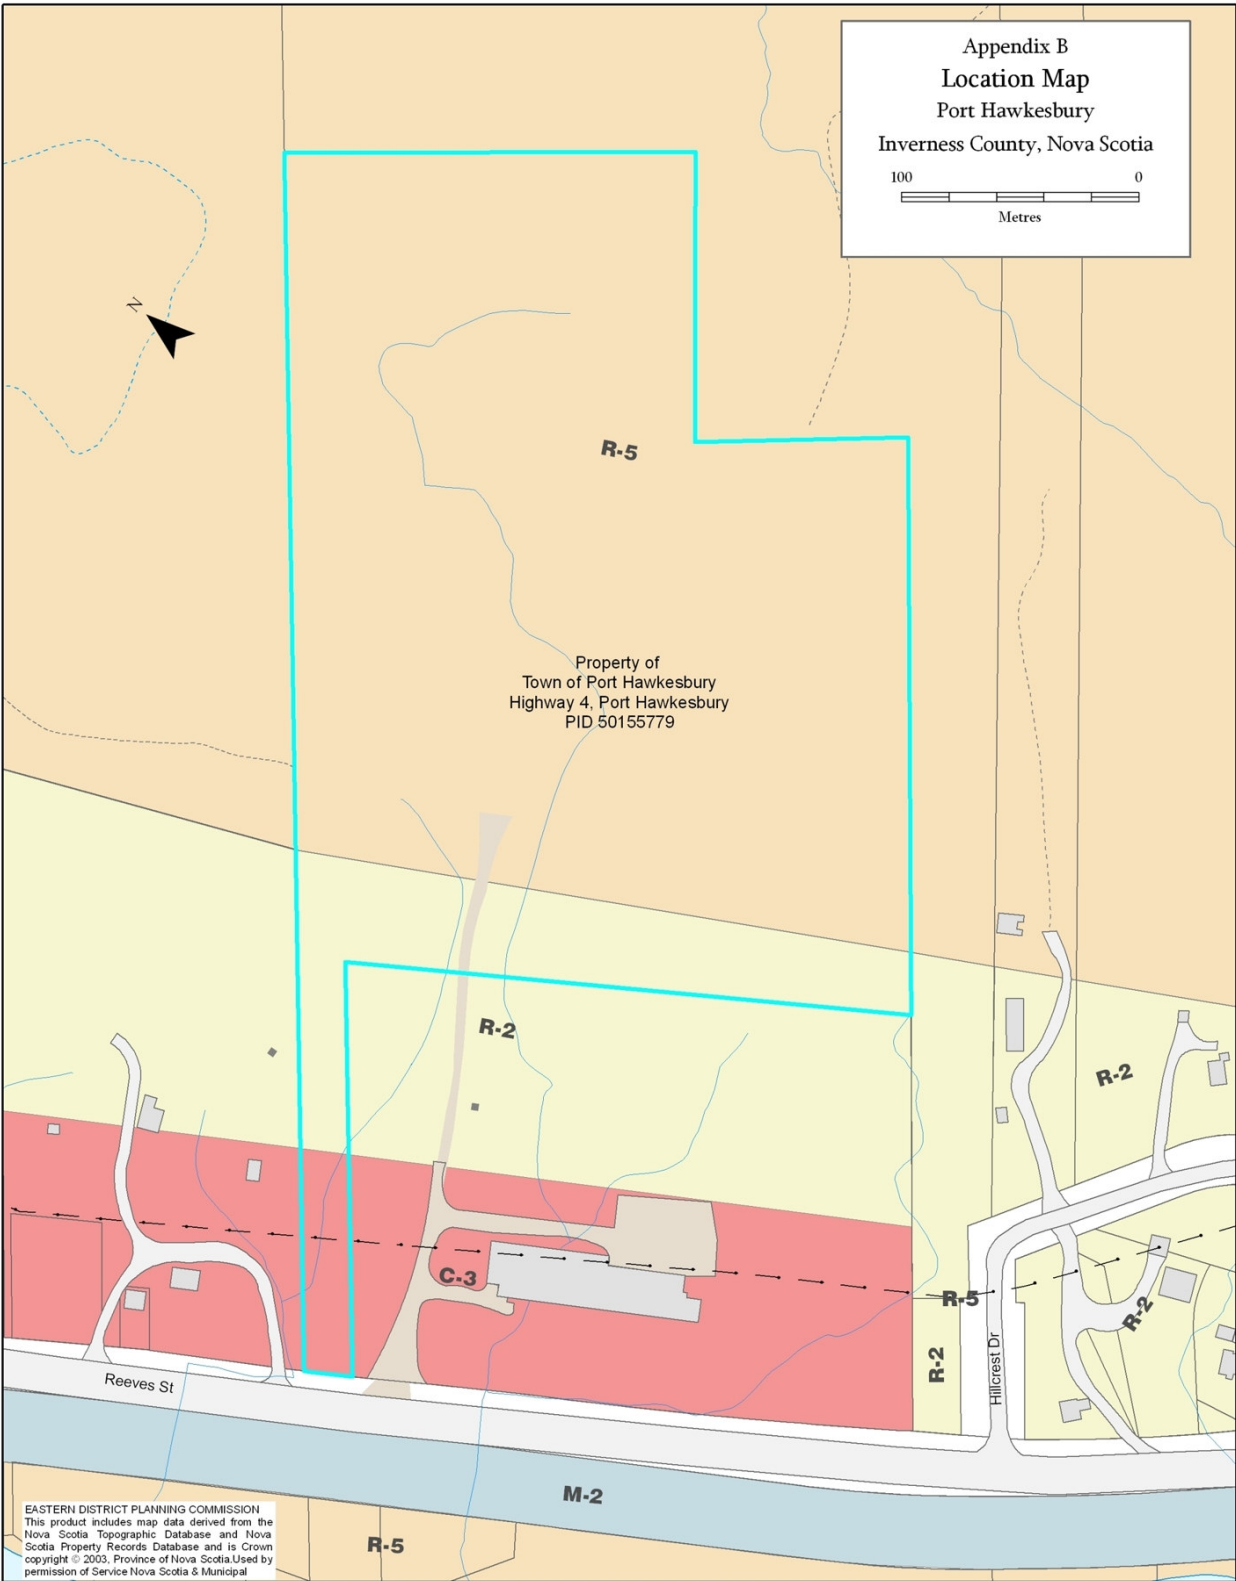 Appendix B
Location Map
Port Hawkesbury
Inverness County, Nova Scotia
100 0
Metres
N
R-5
Property of
Town of Port Hawkesbury
Highway 4, Port Hawkesbury
PID 50155779
R-2
R-2
C-3
R-5
R-2
R-2
Hillcrest Dr
Reeves St
M-2
R-5
EASTERN DISTRICT PLANNING COMMISSION
This product includes map data derived from the
Nova Scotia Topographic Database and Nova
Scotia Property Records Database and is Crown
copyright © 2003, Province of Nova Scotia.Used by
permission of Service Nova Scotia & Municipal